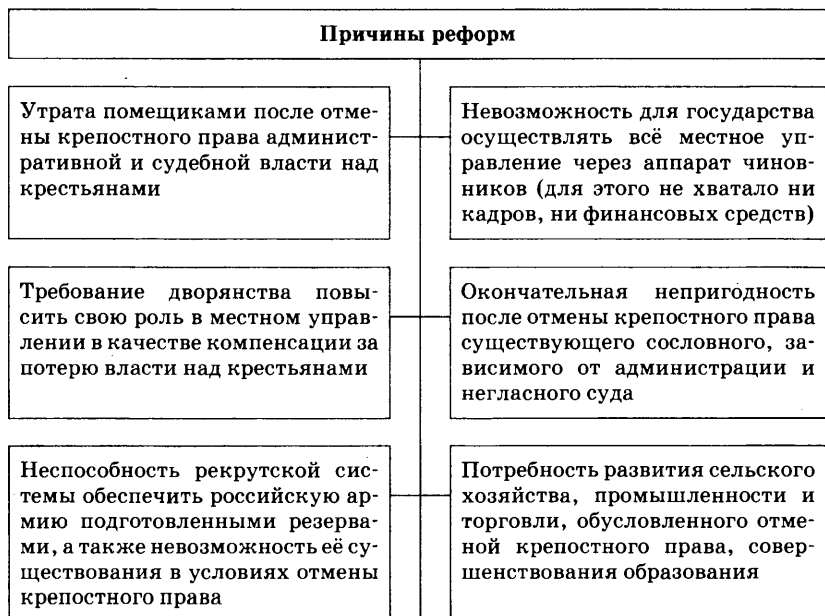 Причины реформ
Утрата помещиками после отме-
ны крепостного права админист-
ративной и судебной власти над
крестьянами
Невозможность для государства
осуществлять всё местное уп-
равление через аппарат чинов-
ников (для этого не хватало ни
кадров, ни финансовых средств)
Требование дворянства повы-
сить свою роль в местном управ-
лении в качестве компенсации за
потерю власти над крестьянами
Окончательная непригодность
после отмены крепостного права
существующего сословного, за-
висимого от администрации и
негласного суда
Неспособность рекрутской сис-
темы обеспечить российскую ар-
мию подготовленными резерва-
ми, а также невозможность её су-
ществования в условиях отмены
крепостного права
Потребность развития сельского
хозяйства, промышленности и
торговли, обусловленного отме-
ной крепостного права, совер-
шенствования образования